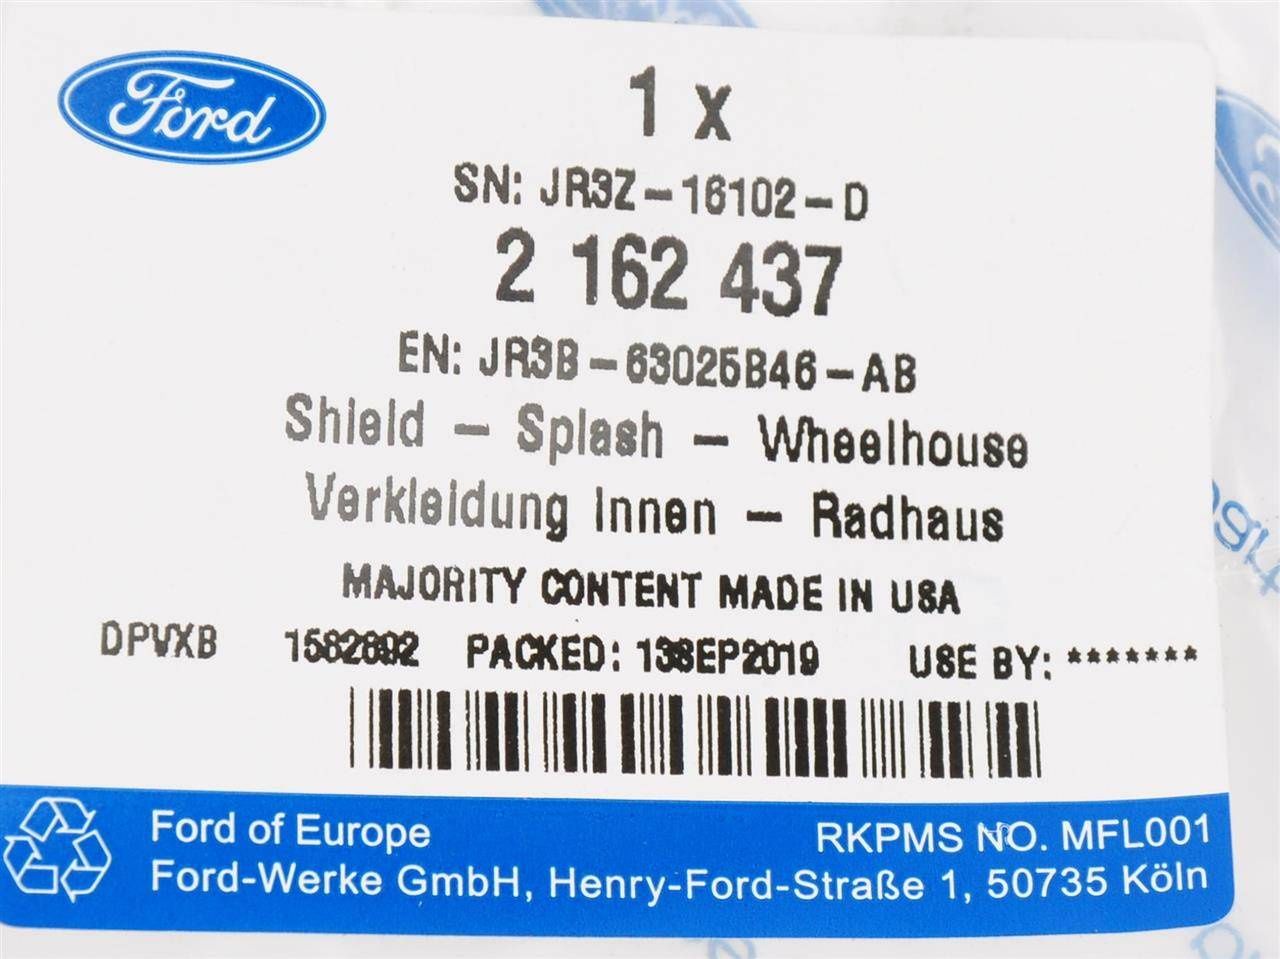 Ford
1 x
SN: JR3Z-16102-D
2 162 437
EN: JR3B-63025B46-AB
Shield - Splash - Wheelhouse
Verkleidung Innen - Radhaus
MAJORITY CONTENT MADE IN USA
DPVXB 1582692 PACKED: 13SEP2019 USE BY: *******
Ford of Europe RKPMS NO. MFL001
Ford-Werke GmbH, Henry-Ford-Straße 1, 50735 Köln